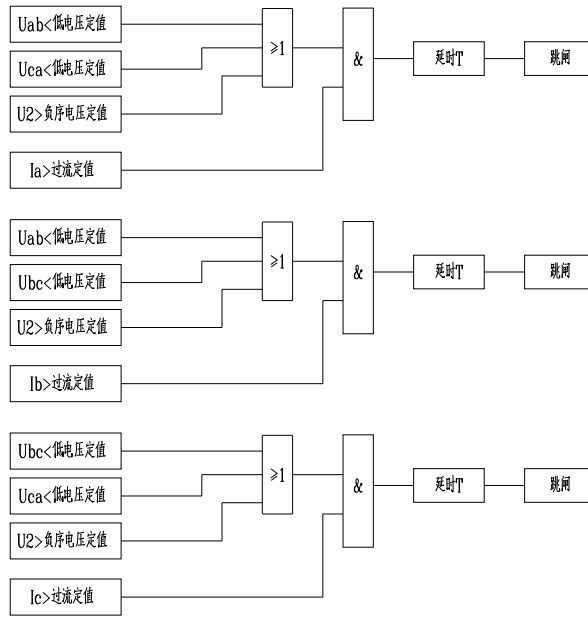 Uab<低电压定值
Uca<低电压定值
U2>负序电压定值
Ia>过流定值
≥1
&
延时T
跳闸
Uab<低电压定值
Ubc<低电压定值
U2>负序电压定值
Ib>过流定值
≥1
&
延时T
跳闸
Ubc<低电压定值
Uca<低电压定值
U2>负序电压定值
Ic>过流定值
≥1
&
延时T
跳闸